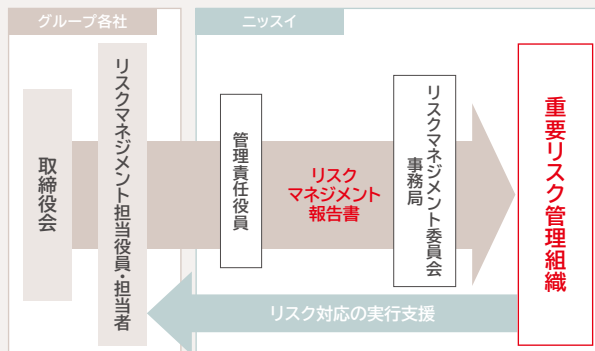 グループ各社
ニッスイ
取締役会
リスクマネジメント担当役員・担当者
管理責任役員
リスク
マネジメント
報告書
リスクマネジメント委員会
事務局
重要リスク管理組織
リスク対応の実行支援